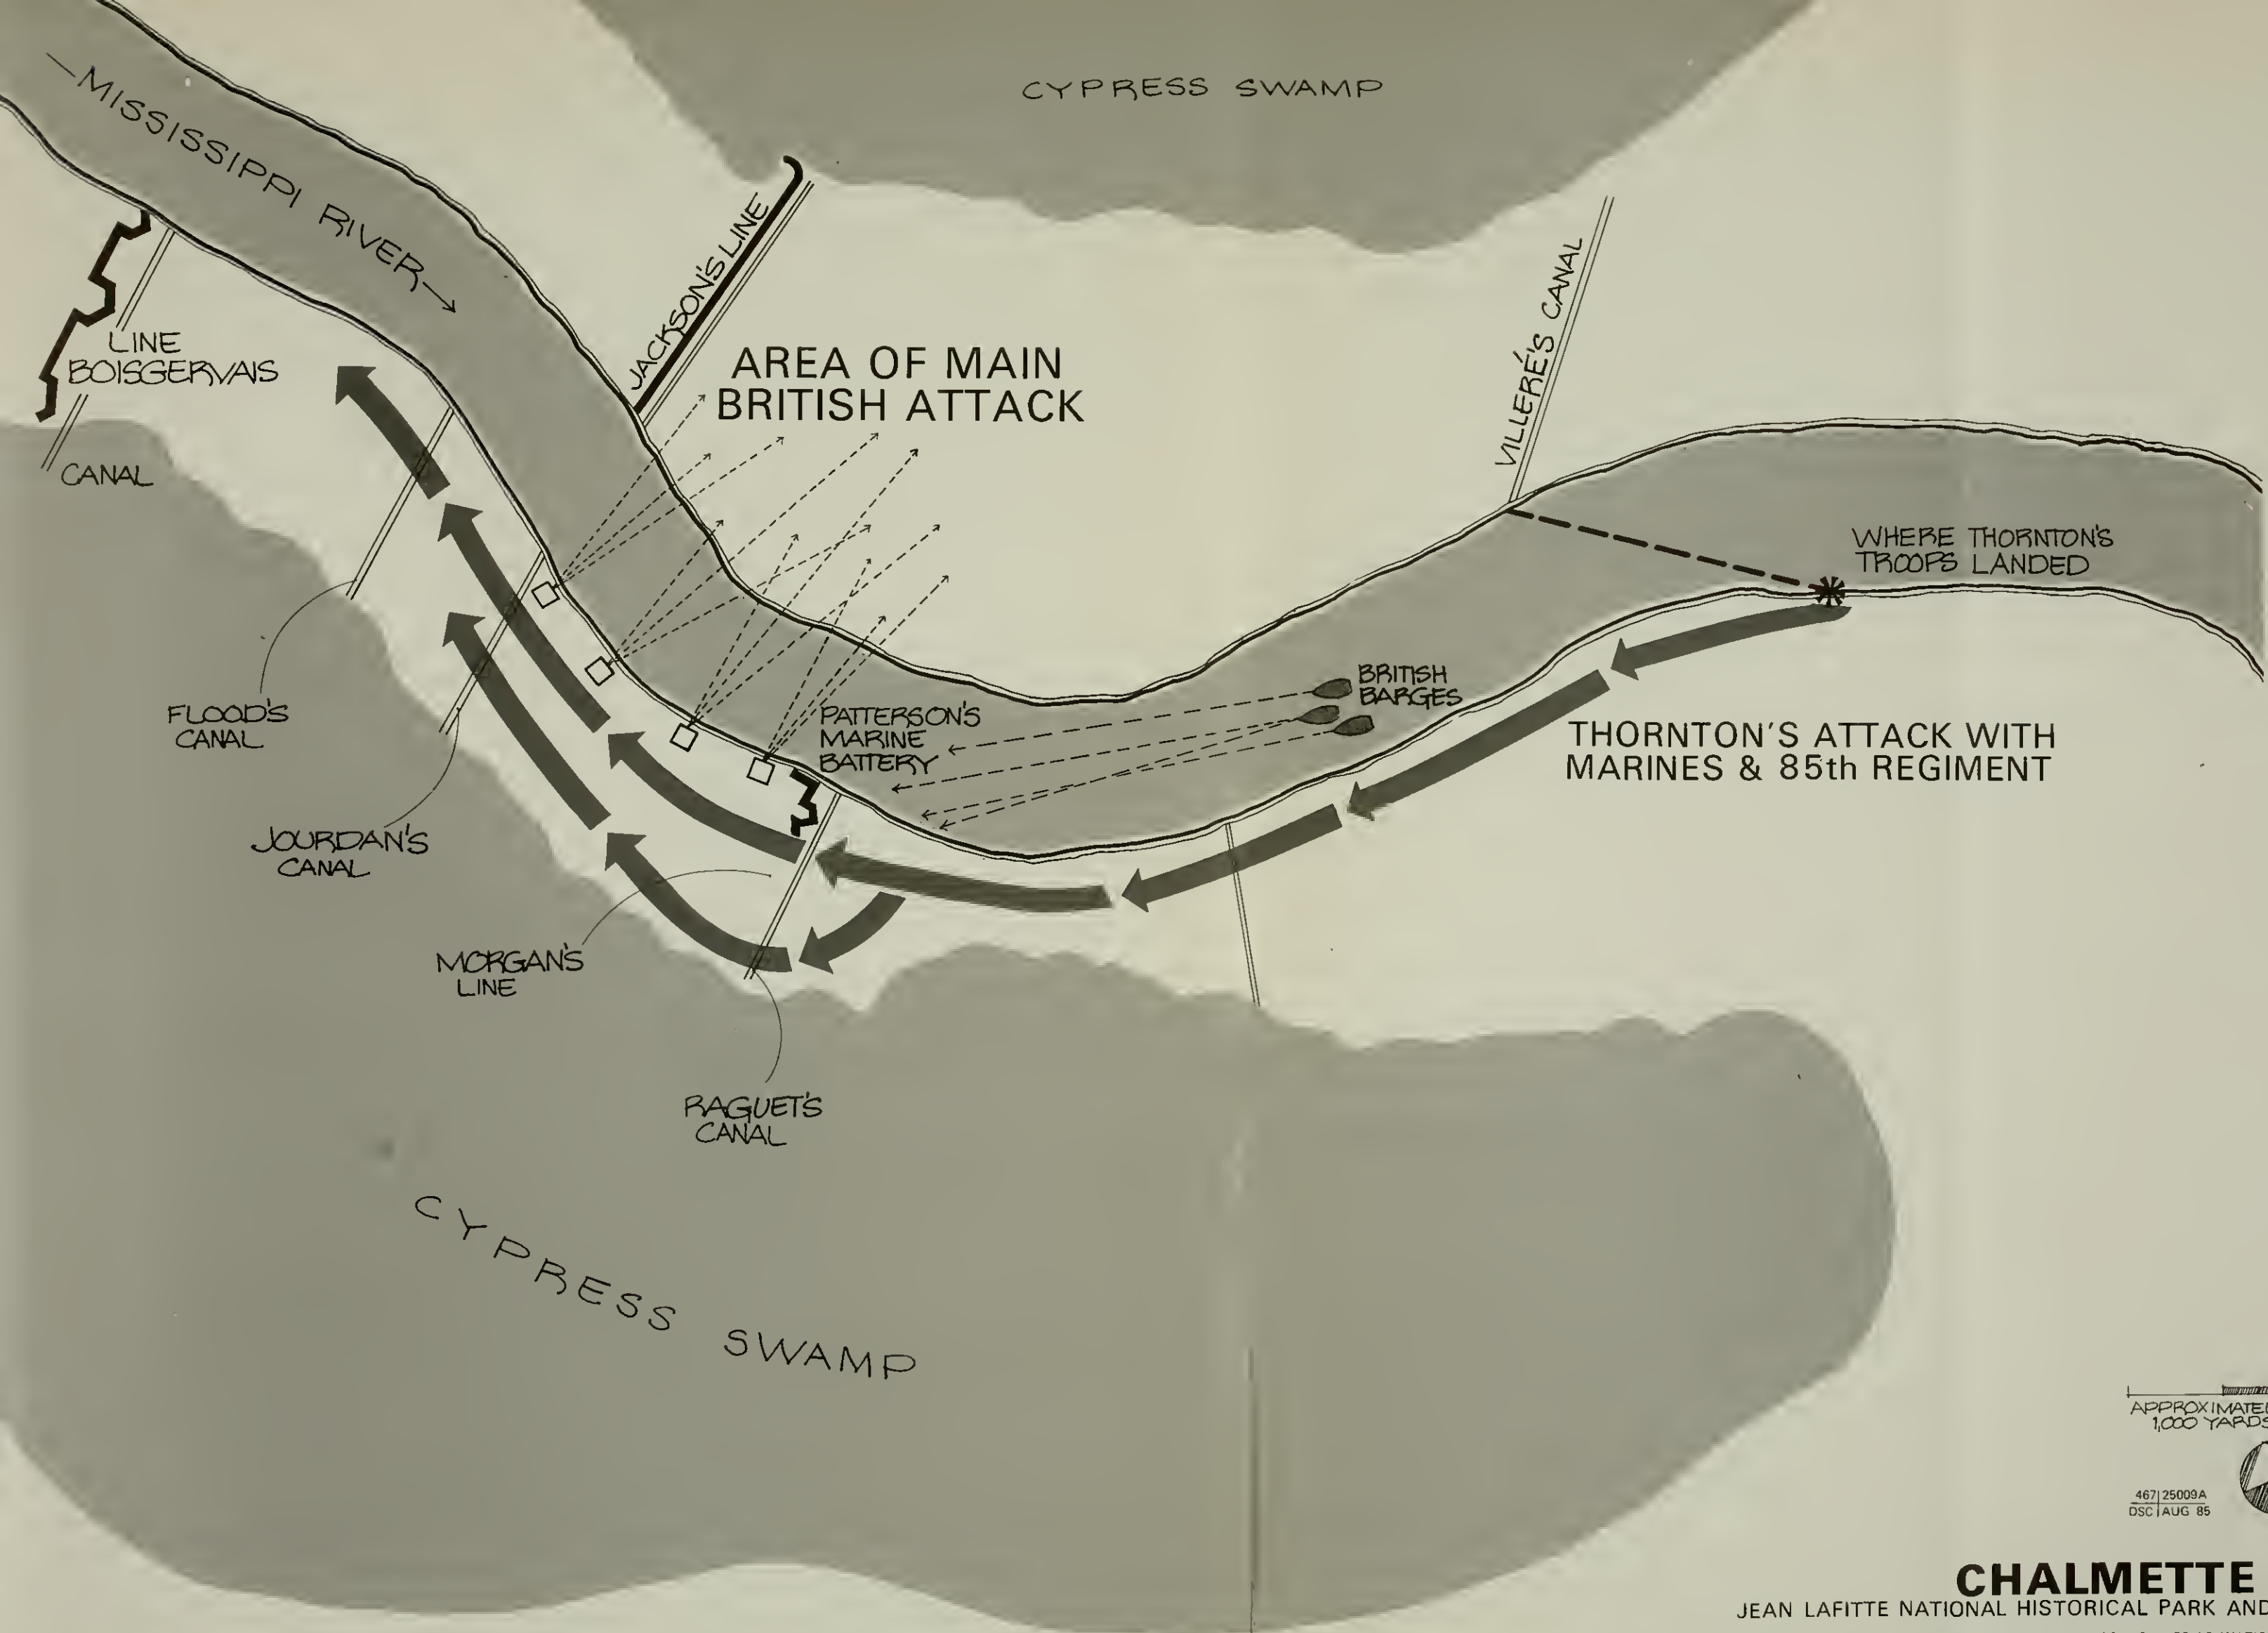 CYPRESS SWAMP
MISSISSIPPI RIVER
JACKSON'S LINE
VILLERÉ'S CANAL
LINE
BOISGERVAIS
AREA OF MAIN
BRITISH ATTACK
CANAL
WHERE THORNTON'S
TROOPS LANDED
BRITISH
BARGES
FLOOD'S
CANAL
PATTERSON'S
MARINE
BATTERY
THORNTON'S ATTACK WITH
MARINES & 85th REGIMENT
JOURDAN'S
CANAL
MORGAN'S
LINE
RAGUET'S
CANAL
CYPRESS SWAMP
1,000 YARDS
467 25009A
DSC AUG 85
CHALMETTE
JEAN LAFITTE NATIONAL HISTORICAL PARK AND